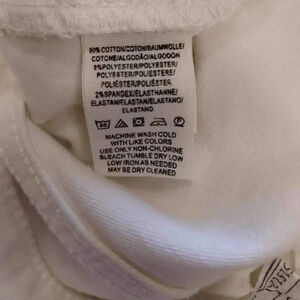 COTTON/COTON/BAUMWOLLE/
COTONE/ALGODÃO/ALGODON
POLYESTER/POLYESTER/
POLYESTER/POLIESTERE/
POLIÉSTER/POLIÉSTER
2% SPANDEX/ELASTHANNE/
ELASTAN/ELASTAN/ELASTANO/
ELASTANO
MACHINE WASH COLD
WITH LIKE COLORS
USE ONLY NON-CHLORINE
BLEACH TUMBLE DRY LOW
LOW IRON AS NEEDED
MAY BE DRY CLEANED